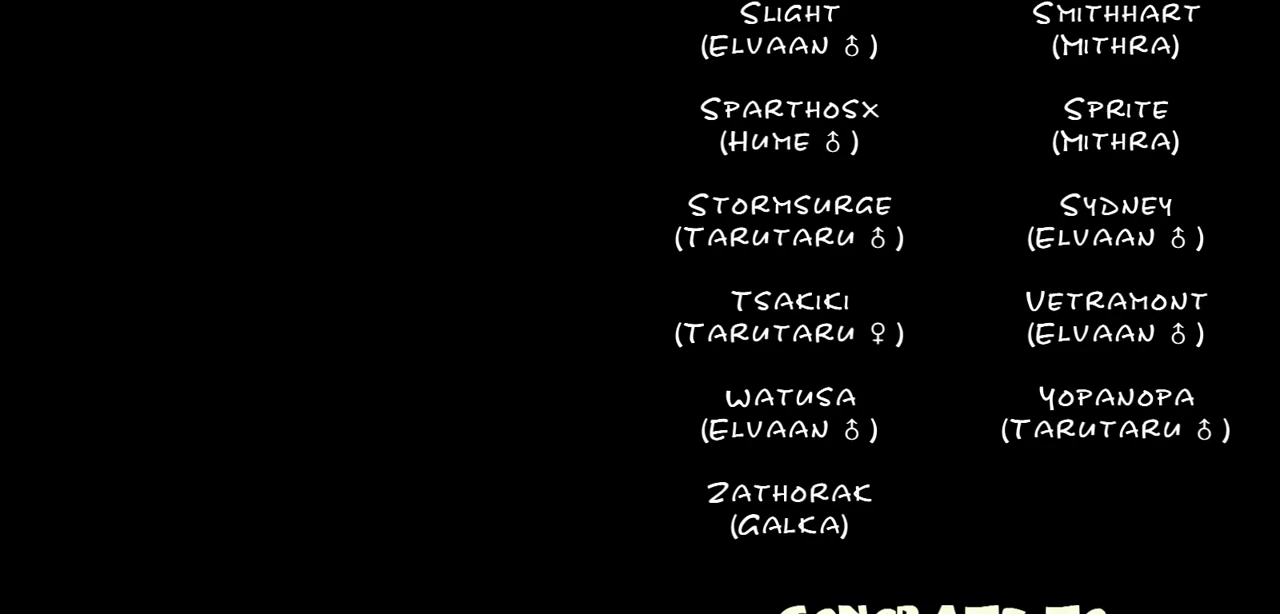 Slight Smithhart
(Elvaan ♂) (Mithra)
Sparthosx Sprite
(Hume ♂) (Mithra)
Stormsurge Sydney
(Tarutaru ♂) (Elvaan ♂)
Tsakiki Vetramont
(Tarutaru ♀) (Elvaan ♂)
Watusa Yopanopa
(Elvaan ♂) (Tarutaru ♂)
Zathorak
(Galka)